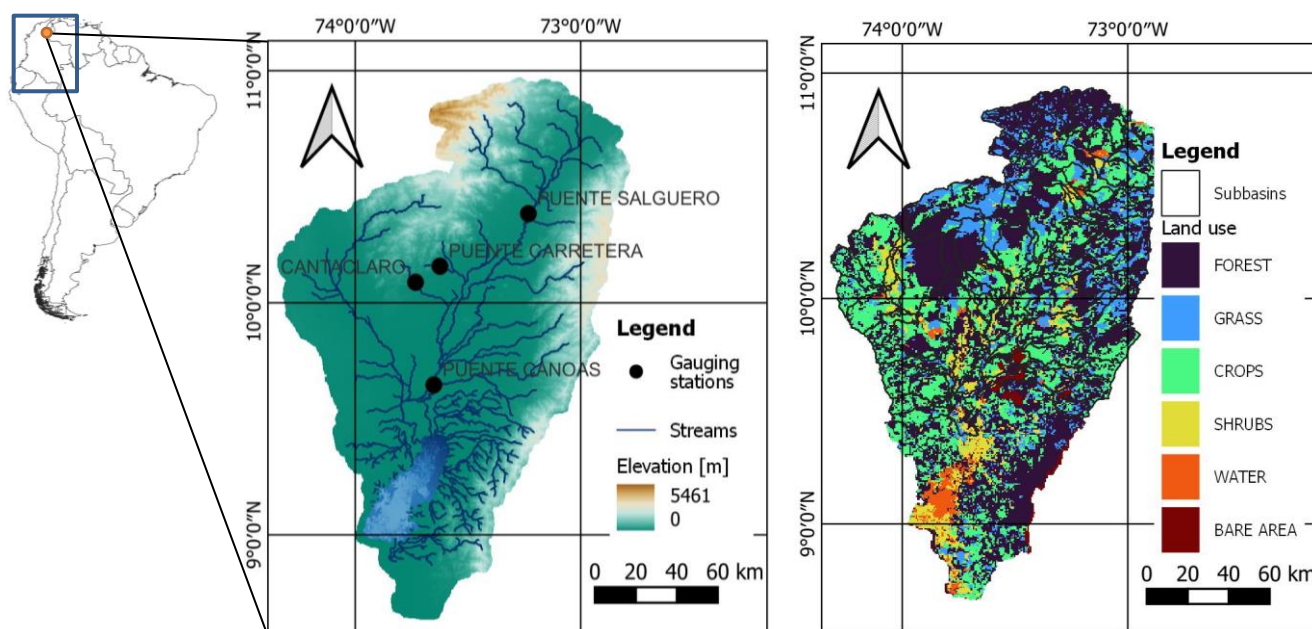 74°0′0″W
73°0′0″W
11°0′0″N
10°0′0″N
9°0′0″N
PUENTE SALGUERO
PUENTE CARRETERA
CANTACLARO
PUENTE CANOAS
Legend
Gauging
stations
Streams
Elevation [m]
5461
0
0 20 40 60 km
74°0′0″W
73°0′0″W
11°0′0″N
10°0′0″N
9°0′0″N
Legend
Subbasins
Land use
FOREST
GRASS
CROPS
SHRUBS
WATER
BARE AREA
0 20 40 60 km